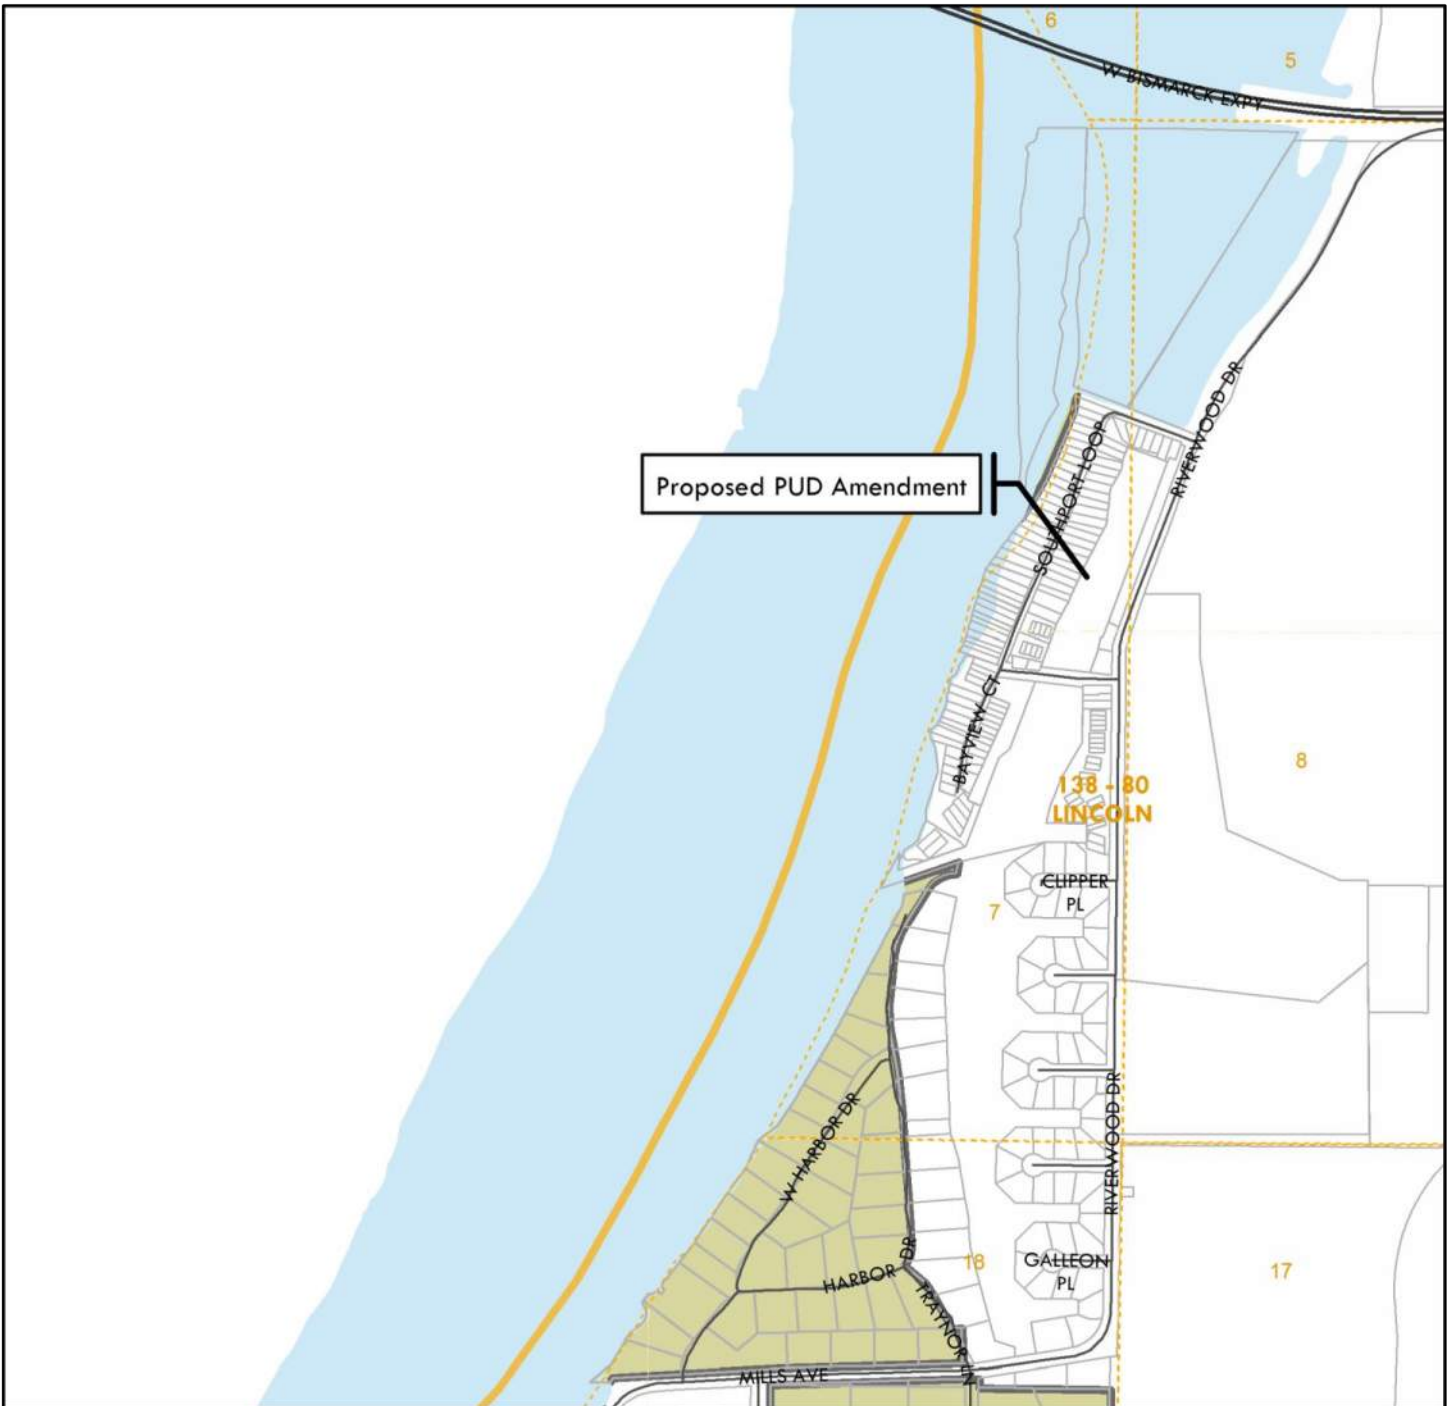 6
5
W BISMARCK EXPY
RIVERWOOD DR
SOUTHPORT LOOP
Proposed PUD Amendment
BAYVIEW CT
8
138 - 80
LINCOLN
CLIPPER
PL
7
RIVERWOOD DR
W HARBOR DR
HARBOR DR
18
GALLEON
PL
17
TRAYNOR LN
MILLS AVE